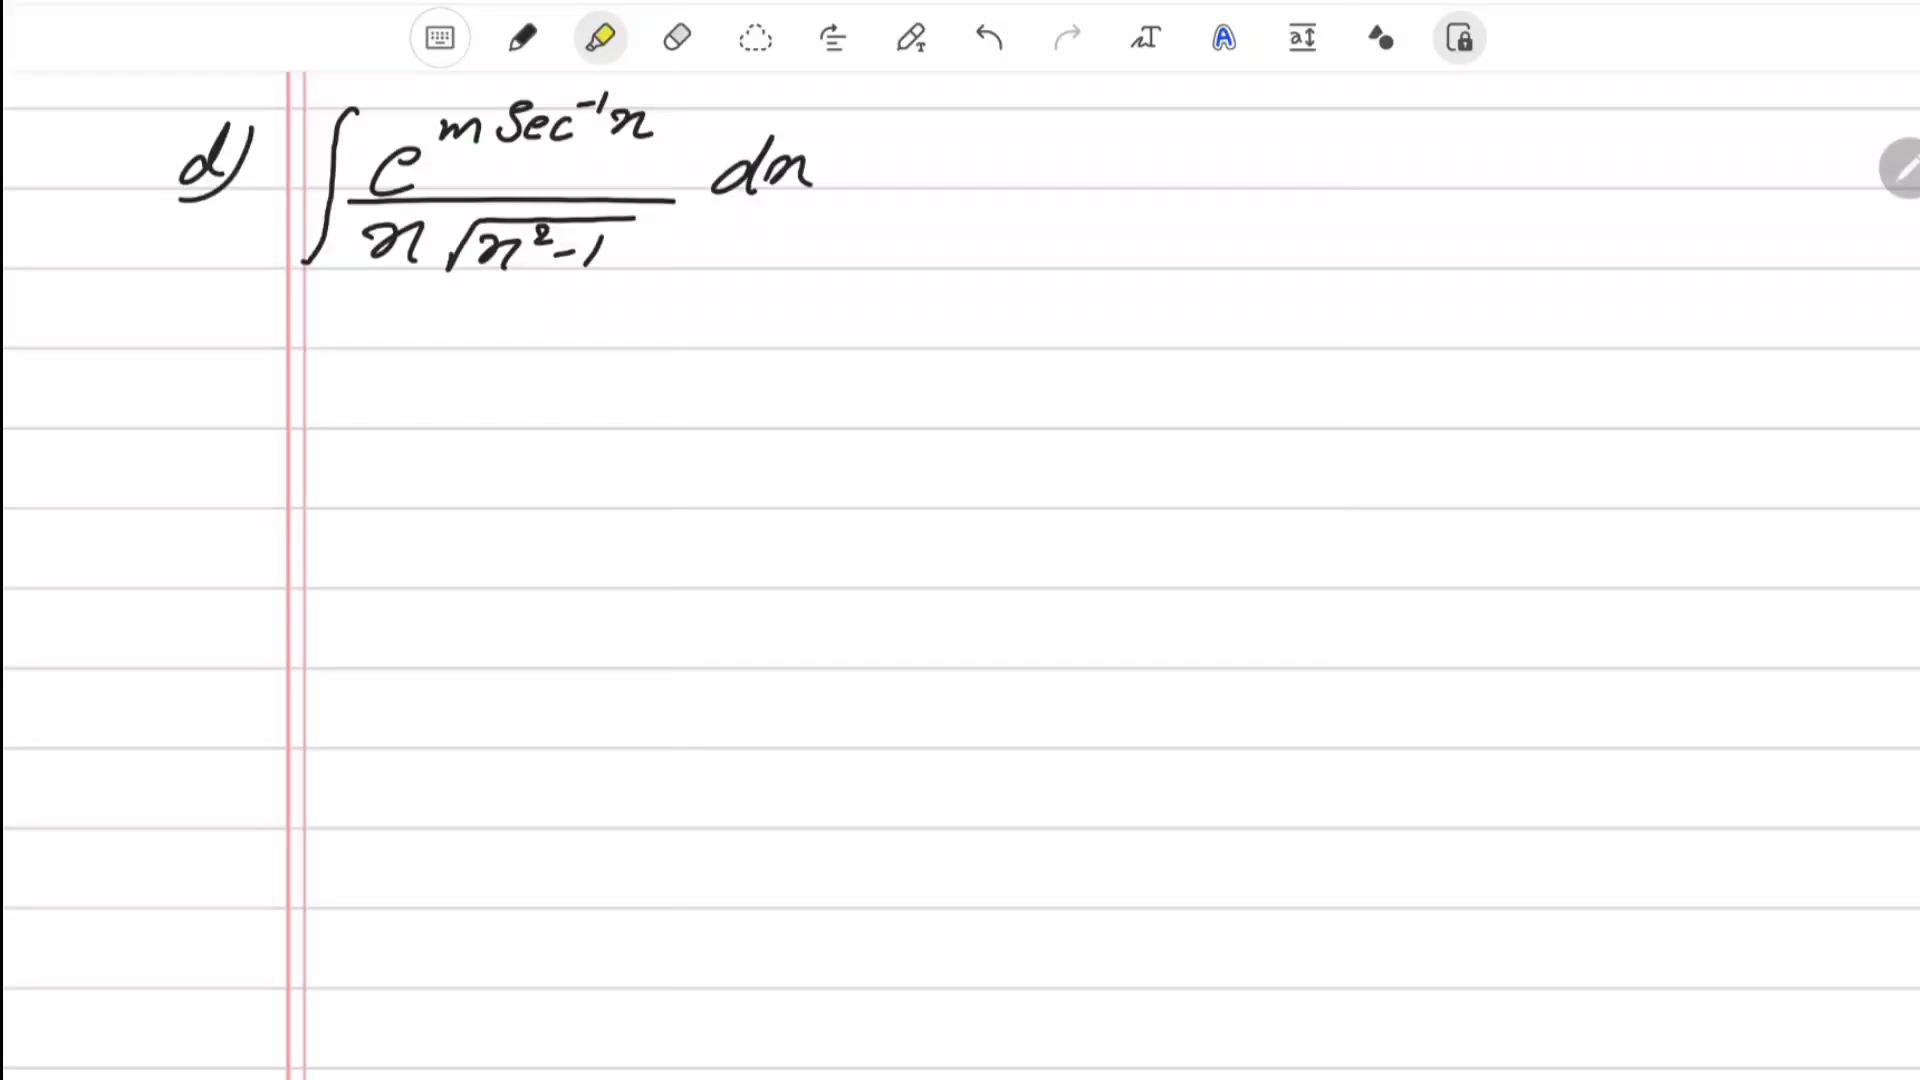 d) ∫ e^(m Sec⁻¹x) / (x √(x²-1)) dx